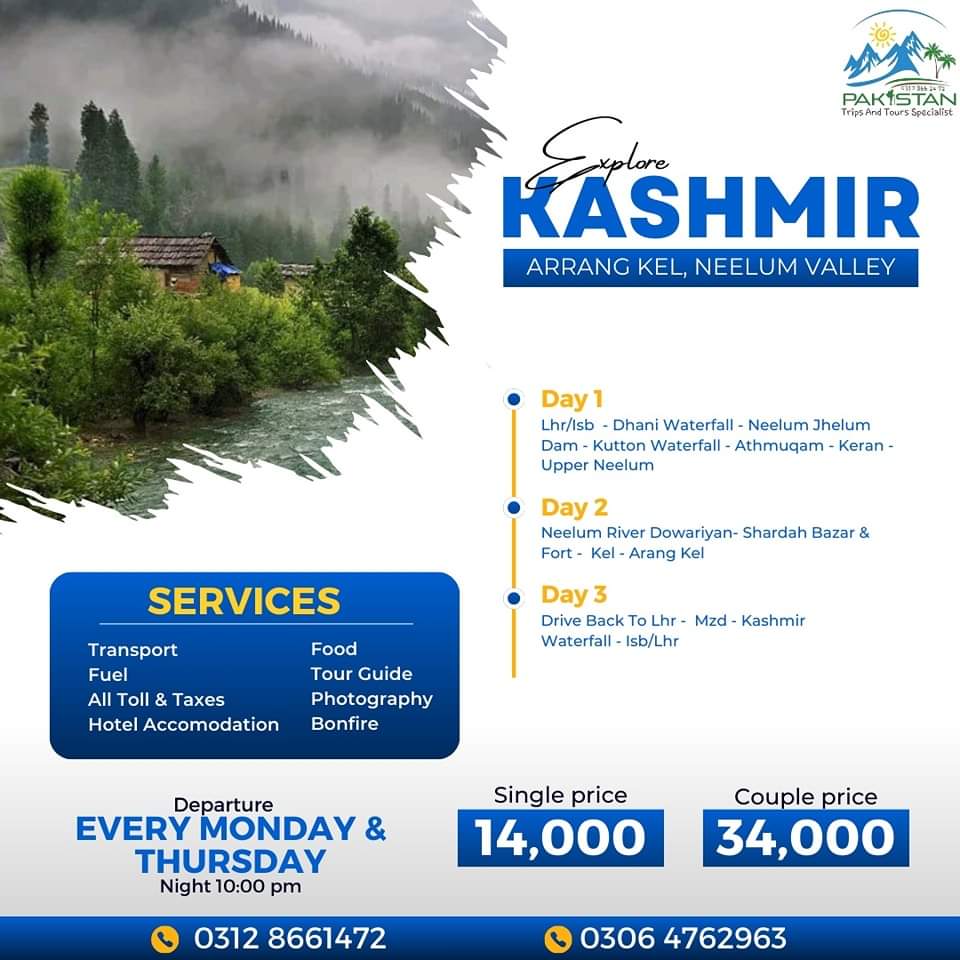 PAKISTAN
Trips And Tours Specialist
Explore
KASHMIR
ARRANG KEL, NEELUM VALLEY
Day 1
Lhr/Isb - Dhani Waterfall - Neelum Jhelum
Dam - Kutton Waterfall - Athmuqam - Keran -
Upper Neelum
Day 2
Neelum River Dowariyan- Shardah Bazar &
Fort - Kel - Arang Kel
Day 3
Drive Back To Lhr - Mzd - Kashmir
Waterfall - Isb/Lhr
SERVICES
Transport
Fuel
All Toll & Taxes
Hotel Accomodation
Food
Tour Guide
Photography
Bonfire
Departure
EVERY MONDAY &
THURSDAY
Night 10:00 pm
Single price
14,000
Couple price
34,000
0312 8661472
0306 4762963